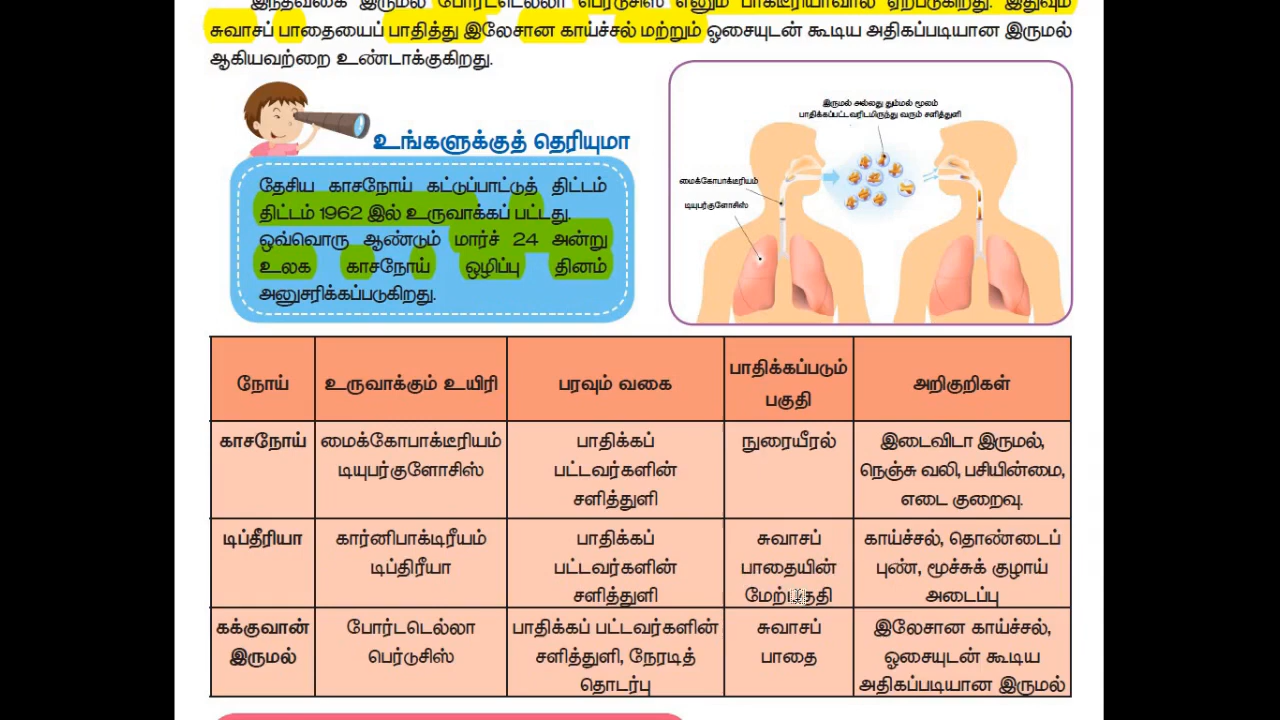 இந்தவகை இருமல் போர்டடெல்லா பெர்டுசிஸ் எனும் பாக்டீரியாவால் ஏற்படுகிறது. இதுவும்
சுவாசப் பாதையைப் பாதித்து இலேசான காய்ச்சல் மற்றும் ஓசையுடன் கூடிய அதிகப்படியான இருமல்
ஆகியவற்றை உண்டாக்குகிறது.
உங்களுக்குத் தெரியுமா
தேசிய காசநோய் கட்டுப்பாட்டுத் திட்டம்
திட்டம் 1962 இல் உருவாக்கப் பட்டது.
ஒவ்வொரு ஆண்டும் மார்ச் 24 அன்று
உலக காசநோய் ஒழிப்பு தினம்
அனுசரிக்கப்படுகிறது.
இருமல் அல்லது தும்மல் மூலம்
பாதிக்கப்பட்டவரிடமிருந்து வரும் சளித்துளி
மைக்கோபாக்டீரியம்
டியுபர்குளோசிஸ்
நோய் உருவாக்கும் உயிரி பரவும் வகை பாதிக்கப்படும் பகுதி அறிகுறிகள்
காசநோய் மைக்கோபாக்டீரியம் பாதிக்கப் நுரையீரல் இடைவிடா இருமல்,
டியுபர்குளோசிஸ் பட்டவர்களின் நெஞ்சு வலி, பசியின்மை,
சளித்துளி எடை குறைவு.
டிப்தீரியா கார்னிபாக்டிரீயம் பாதிக்கப் சுவாசப் காய்ச்சல், தொண்டைப்
டிப்திரீயா பட்டவர்களின் பாதையின் புண், மூச்சுக் குழாய்
சளித்துளி மேற்பகுதி அடைப்பு
கக்குவான் போர்டடெல்லா பாதிக்கப் பட்டவர்களின் சுவாசப் இலேசான காய்ச்சல்,
இருமல் பெர்டுசிஸ் சளித்துளி, நேரடித் பாதை ஓசையுடன் கூடிய
தொடர்பு அதிகப்படியான இருமல்